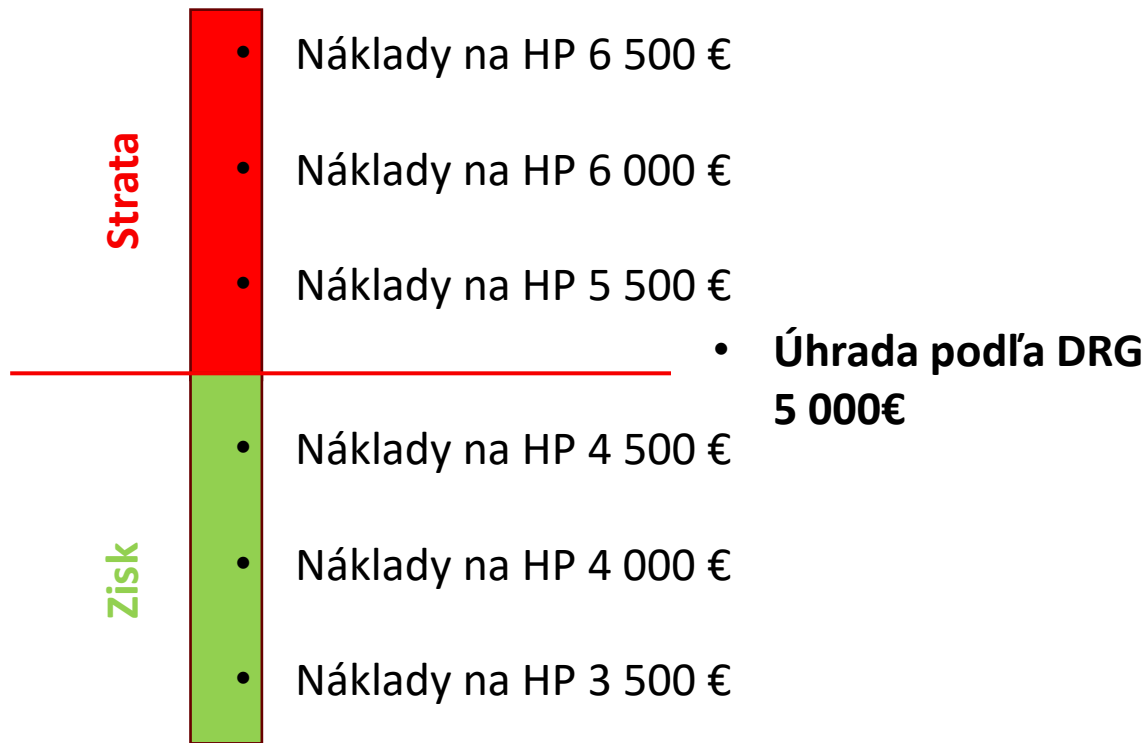 Strata
• Náklady na HP 6 500 €
• Náklady na HP 6 000 €
• Náklady na HP 5 500 €
• Úhrada podľa DRG
5 000€
Zisk
• Náklady na HP 4 500 €
• Náklady na HP 4 000 €
• Náklady na HP 3 500 €